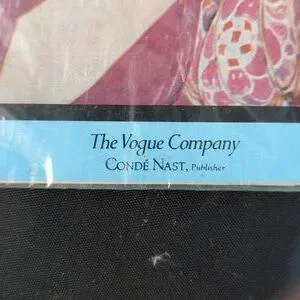 The Vogue Company
CONDÉ NAST, Publisher